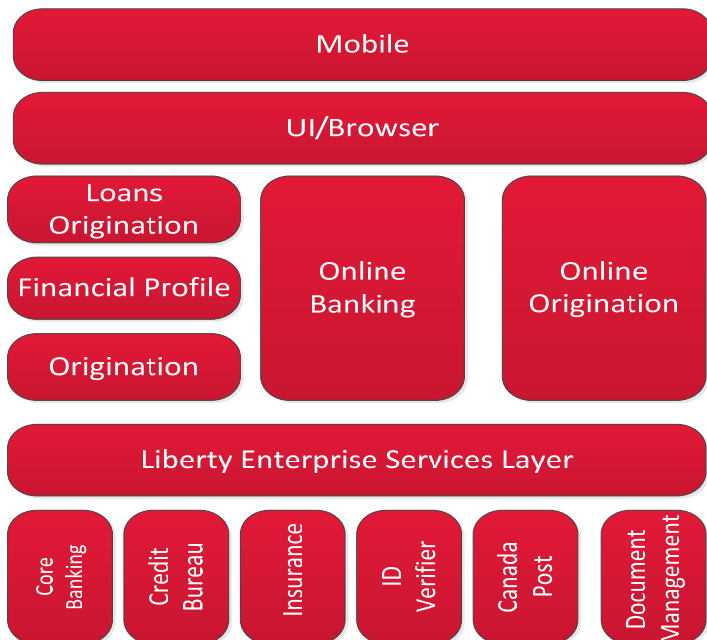 Mobile
UI/Browser
Loans
Origination
Financial Profile
Origination
Online
Banking
Online
Origination
Liberty Enterprise Services Layer
Core
Banking
Credit
Bureau
Insurance
ID
Verifier
Canada
Post
Document
Management